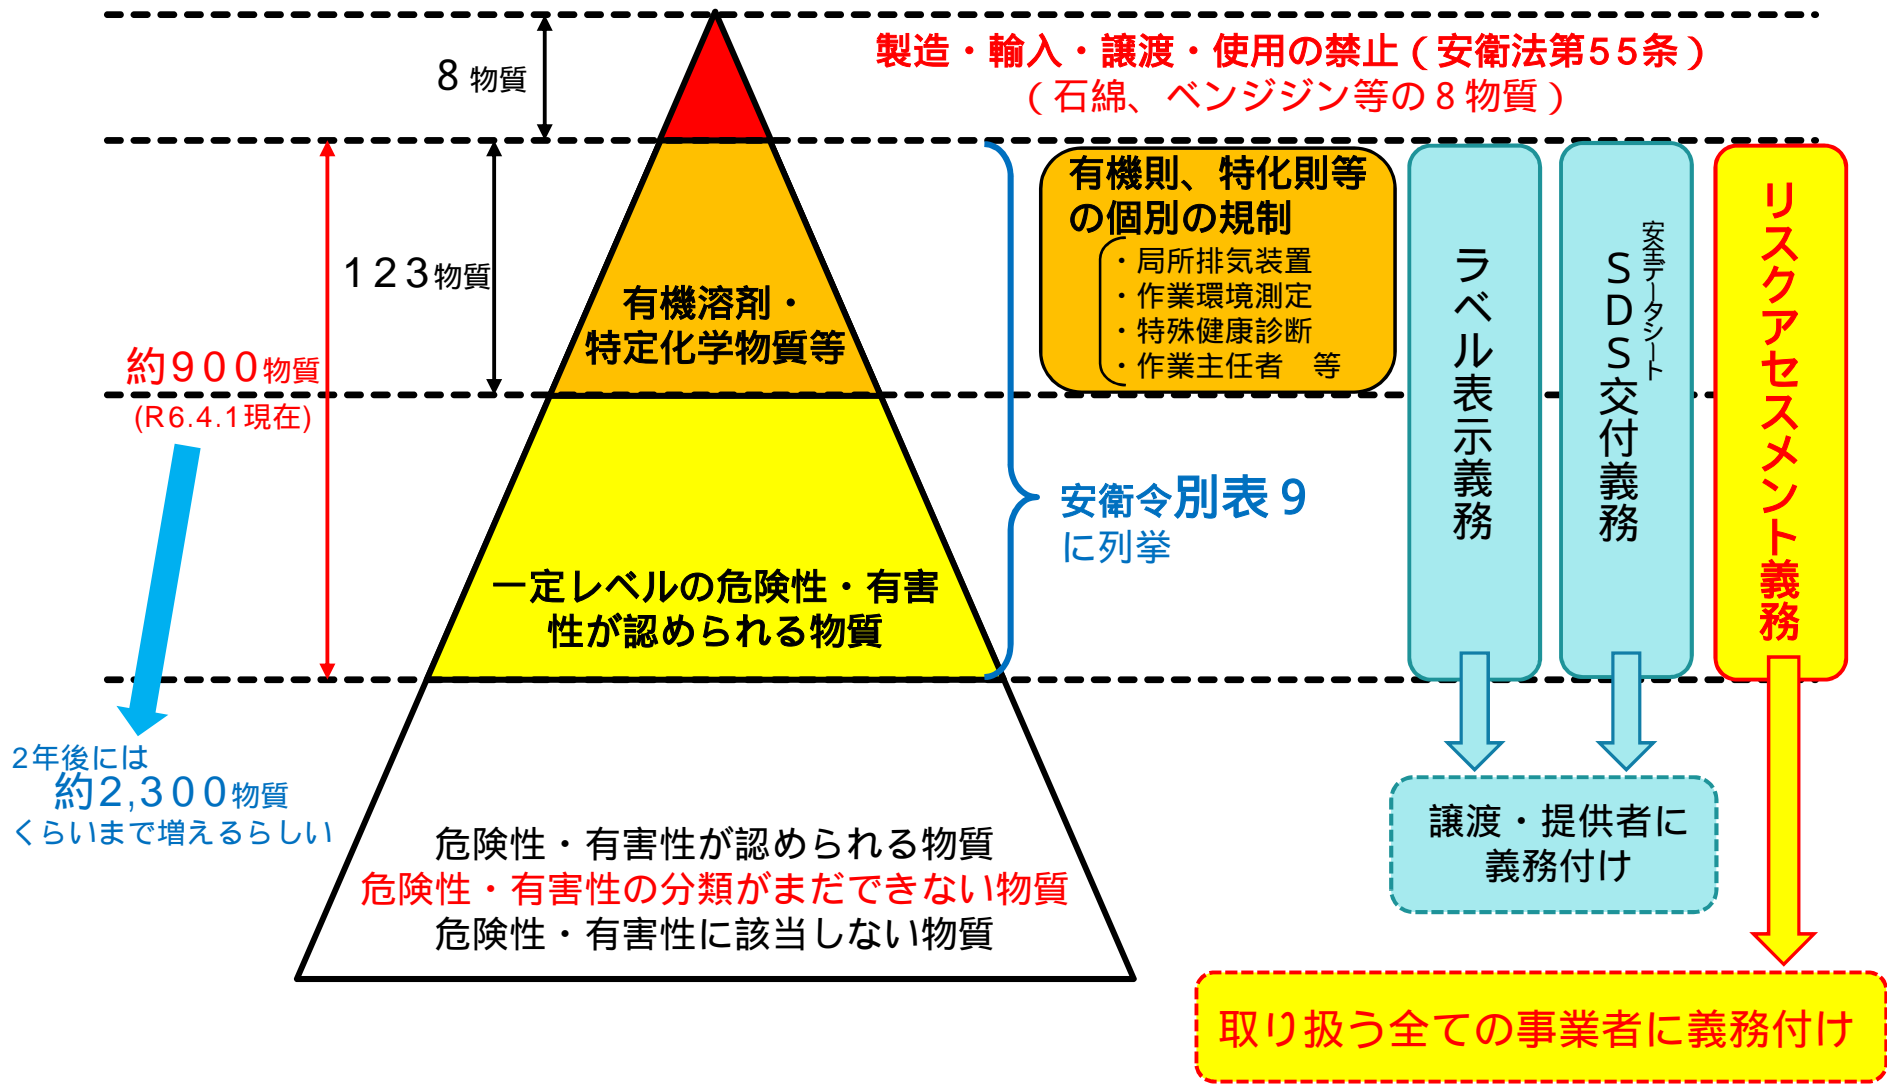 製造・輸入・譲渡・使用の禁止（安衛法第55条）
（石綿、ベンジジン等の８物質）
８物質
123物質
約900物質
(R6.4.1現在)
2年後には
約2,300物質
くらいまで増えるらしい
有機溶剤・
特定化学物質等
一定レベルの危険性・有害
性が認められる物質
危険性・有害性が認められる物質
危険性・有害性の分類がまだできない物質
危険性・有害性に該当しない物質
有機則、特化則等
の個別の規制
・局所排気装置
・作業環境測定
・特殊健康診断
・作業主任者　等
安衛令別表９
に列挙
ラベル表示義務
安全データシート
ＳＤＳ交付義務
リスクアセスメント義務
譲渡・提供者に
義務付け
取り扱う全ての事業者に義務付け